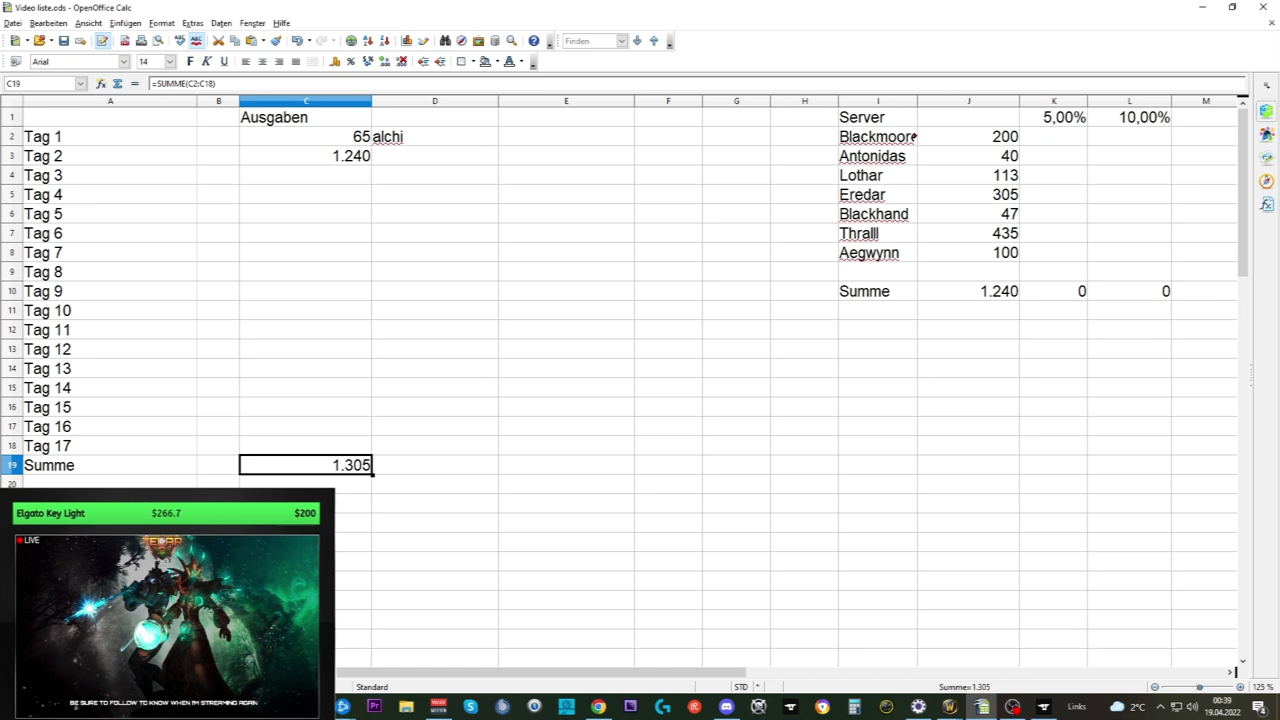 Video liste.ods - OpenOffice Calc
Datei Bearbeiten Ansicht Einfügen Format Extras Daten Fenster Hilfe
Finden
Arial 14
C19 =SUMME(C2:C18)
A B C D E F G H I J K L M
1 Ausgaben Server 5,00% 10,00%
2 Tag 1 65 alchi Blackmoore 200
3 Tag 2 1.240 Antonidas 40
4 Tag 3 Lothar 113
5 Tag 4 Eredar 305
6 Tag 5 Blackhand 47
7 Tag 6 Thralll 435
8 Tag 7 Aegwynn 100
9 Tag 8
10 Tag 9 Summe 1.240 0 0
11 Tag 10
12 Tag 11
13 Tag 12
14 Tag 13
15 Tag 14
16 Tag 15
17 Tag 16
18 Tag 17
19 Summe 1.305
20
Elgato Key Light $266.7 $200
LIVE
BE SURE TO FOLLOW TO KNOW WHEN I'M STREAMING AGAIN
Standard STD * Summe=1.305 125 %
Links 2°C 00:39
19.04.2022